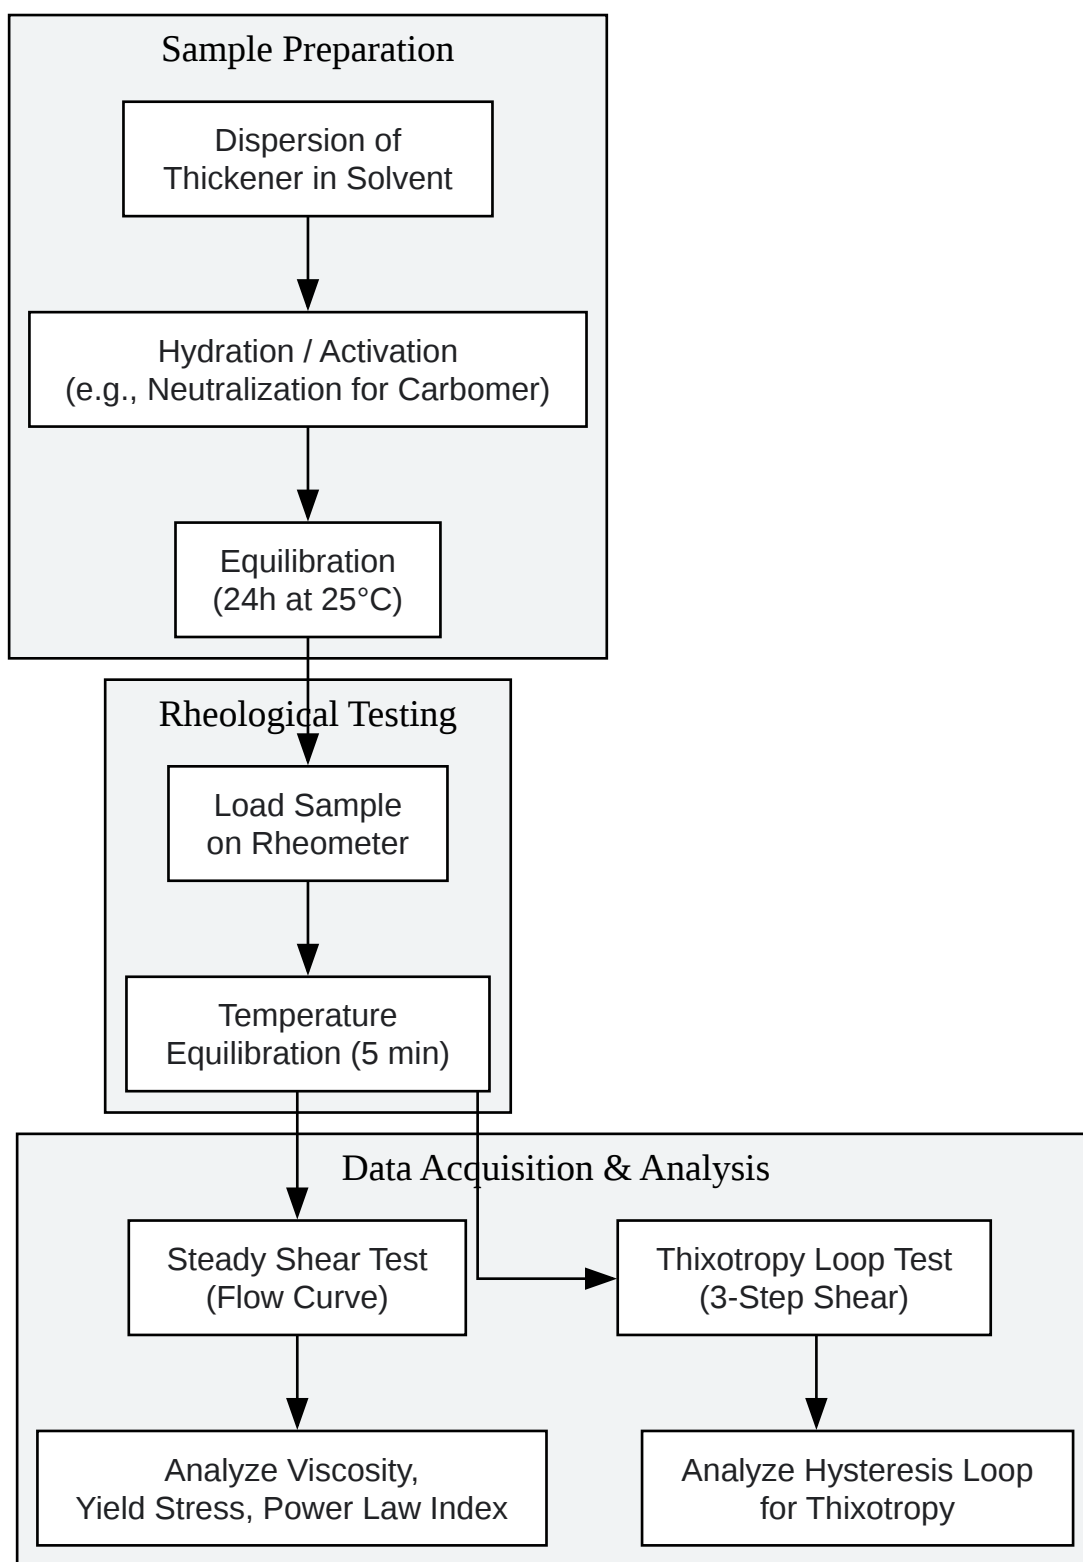 Sample Preparation
Dispersion of
Thickener in Solvent
Hydration / Activation
(e.g., Neutralization for Carbomer)
Equilibration
(24h at 25°C)
Rheological Testing
Load Sample
on Rheometer
Temperature
Equilibration (5 min)
Data Acquisition & Analysis
Steady Shear Test
(Flow Curve)
Thixotropy Loop Test
(3-Step Shear)
Analyze Viscosity,
Yield Stress, Power Law Index
Analyze Hysteresis Loop
for Thixotropy